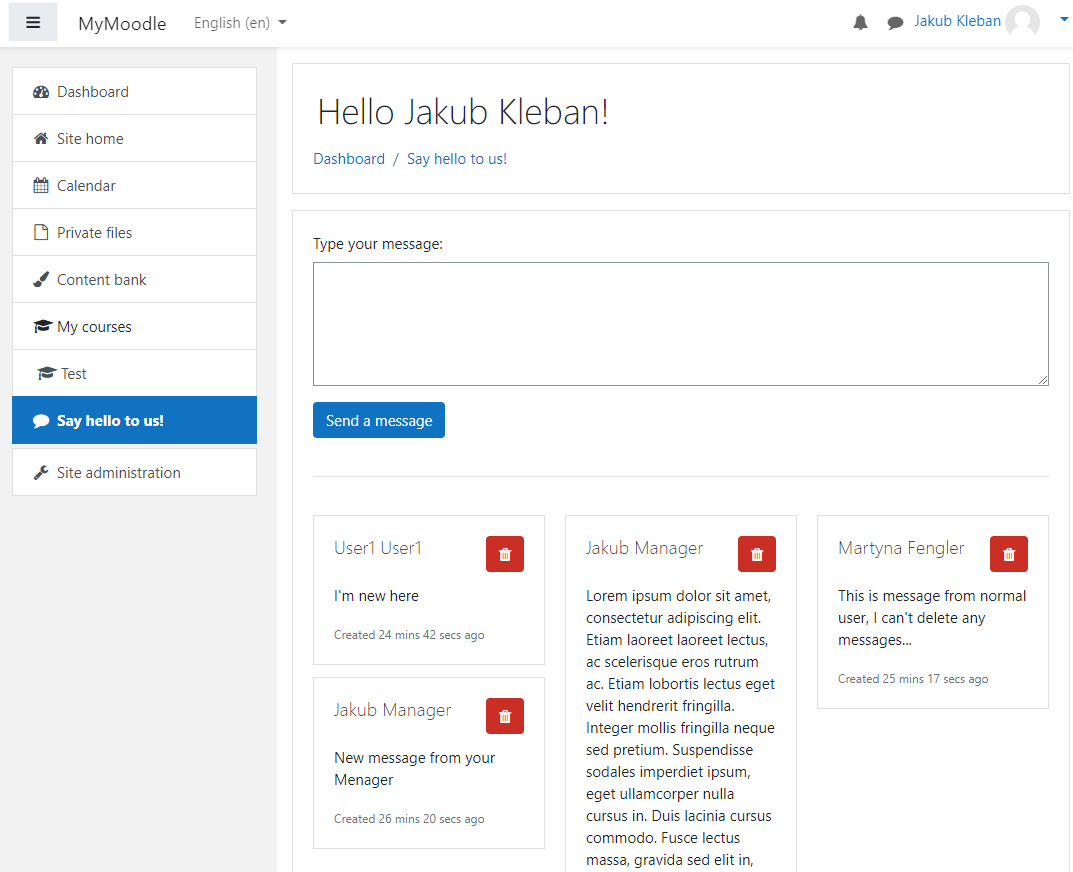 MyMoodle
English (en)
Jakub Kleban
Dashboard
Site home
Calendar
Private files
Content bank
My courses
Test
Say hello to us!
Site administration
Hello Jakub Kleban!
Dashboard / Say hello to us!
Type your message:
Send a message
User1 User1
I'm new here
Created 24 mins 42 secs ago
Jakub Manager
New message from your
Menager
Created 26 mins 20 secs ago
Jakub Manager
Lorem ipsum dolor sit amet,
consectetur adipiscing elit.
Etiam laoreet laoreet lectus,
ac scelerisque eros rutrum
ac. Etiam lobortis lectus eget
velit hendrerit fringilla.
Integer mollis fringilla neque
sed pretium. Suspendisse
sodales imperdiet ipsum,
eget ullamcorper nulla
cursus in. Duis lacinia cursus
commodo. Fusce lectus
massa, gravida sed elit in,
Martyna Fengler
This is message from normal
user, I can't delete any
messages...
Created 25 mins 17 secs ago